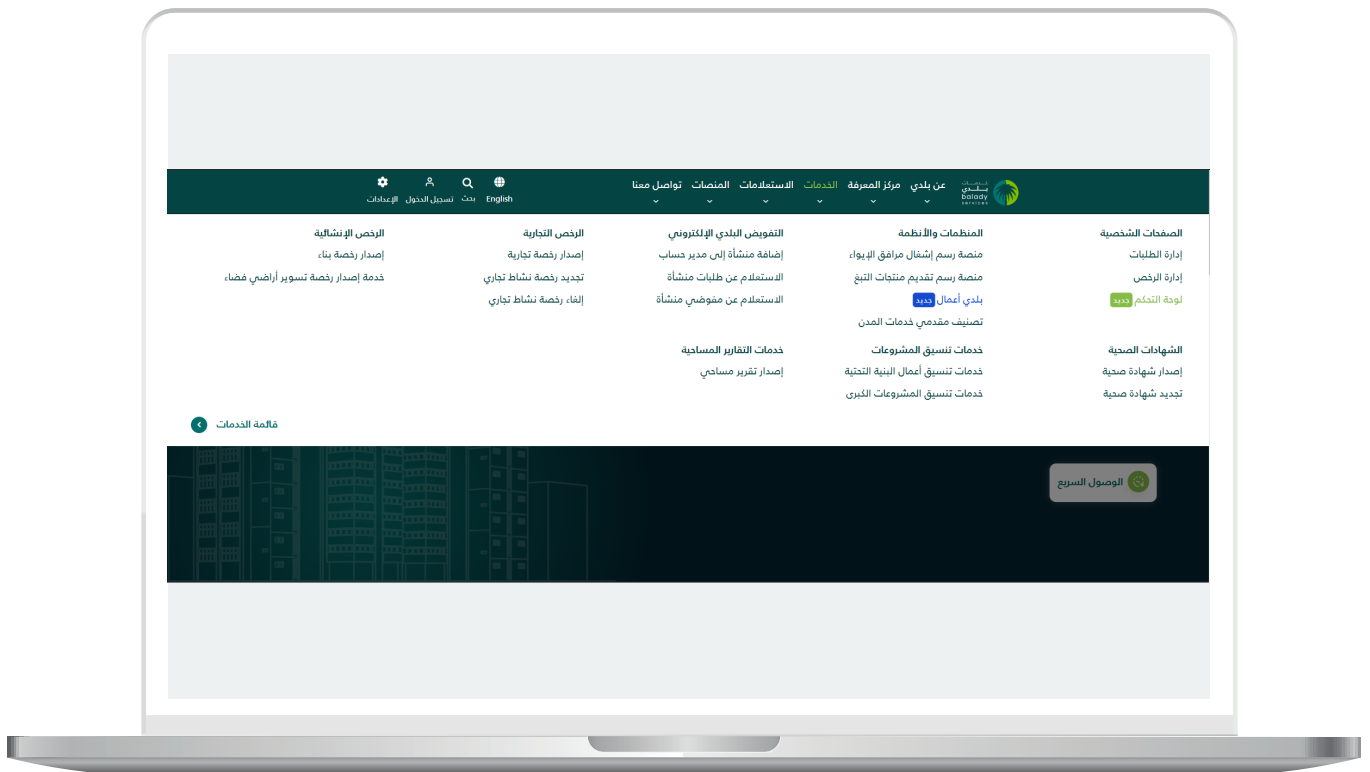 خدمات
بلدي
balady
services
عن بلدي
مركز المعرفة
الخدمات
الاستعلامات
المنصات
تواصل معنا
English
بحث
تسجيل الدخول
الإعدادات
الصفحات الشخصية
إدارة الطلبات
إدارة الرخص
لوحة التحكم جديد
المنظمات والأنظمة
منصة رسم إشغال مرافق الإيواء
منصة رسم تقديم منتجات التبغ
بلدي أعمال جديد
تصنيف مقدمي خدمات المدن
التفويض البلدي الإلكتروني
إضافة منشأة إلى مدير حساب
الاستعلام عن طلبات منشأة
الاستعلام عن مفوضي منشأة
الرخص التجارية
إصدار رخصة تجارية
تجديد رخصة نشاط تجاري
إلغاء رخصة نشاط تجاري
الرخص الإنشائية
إصدار رخصة بناء
خدمة إصدار رخصة تسوير أراضي فضاء
الشهادات الصحية
إصدار شهادة صحية
تجديد شهادة صحية
خدمات تنسيق المشروعات
خدمات تنسيق أعمال البنية التحتية
خدمات تنسيق المشروعات الكبرى
خدمات التقارير المساحية
إصدار تقرير مساحي
قائمة الخدمات
الوصول السريع